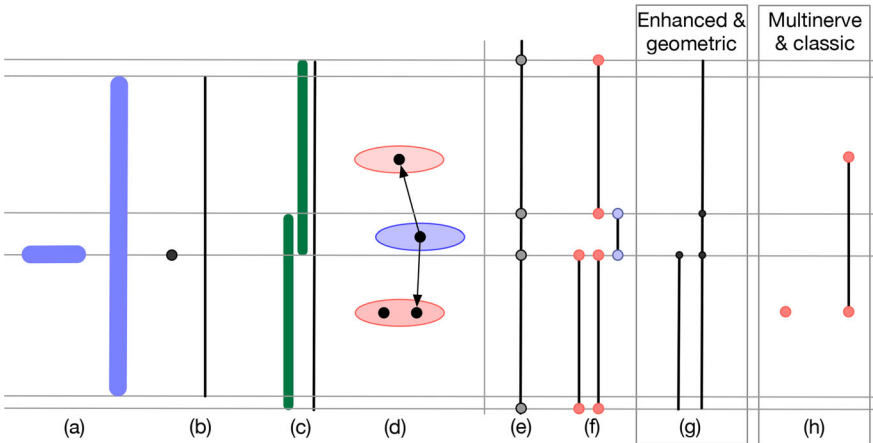 Enhanced &
geometric
Multinerve
& classic
(a)
(b)
(c)
(d)
(e)
(f)
(g)
(h)